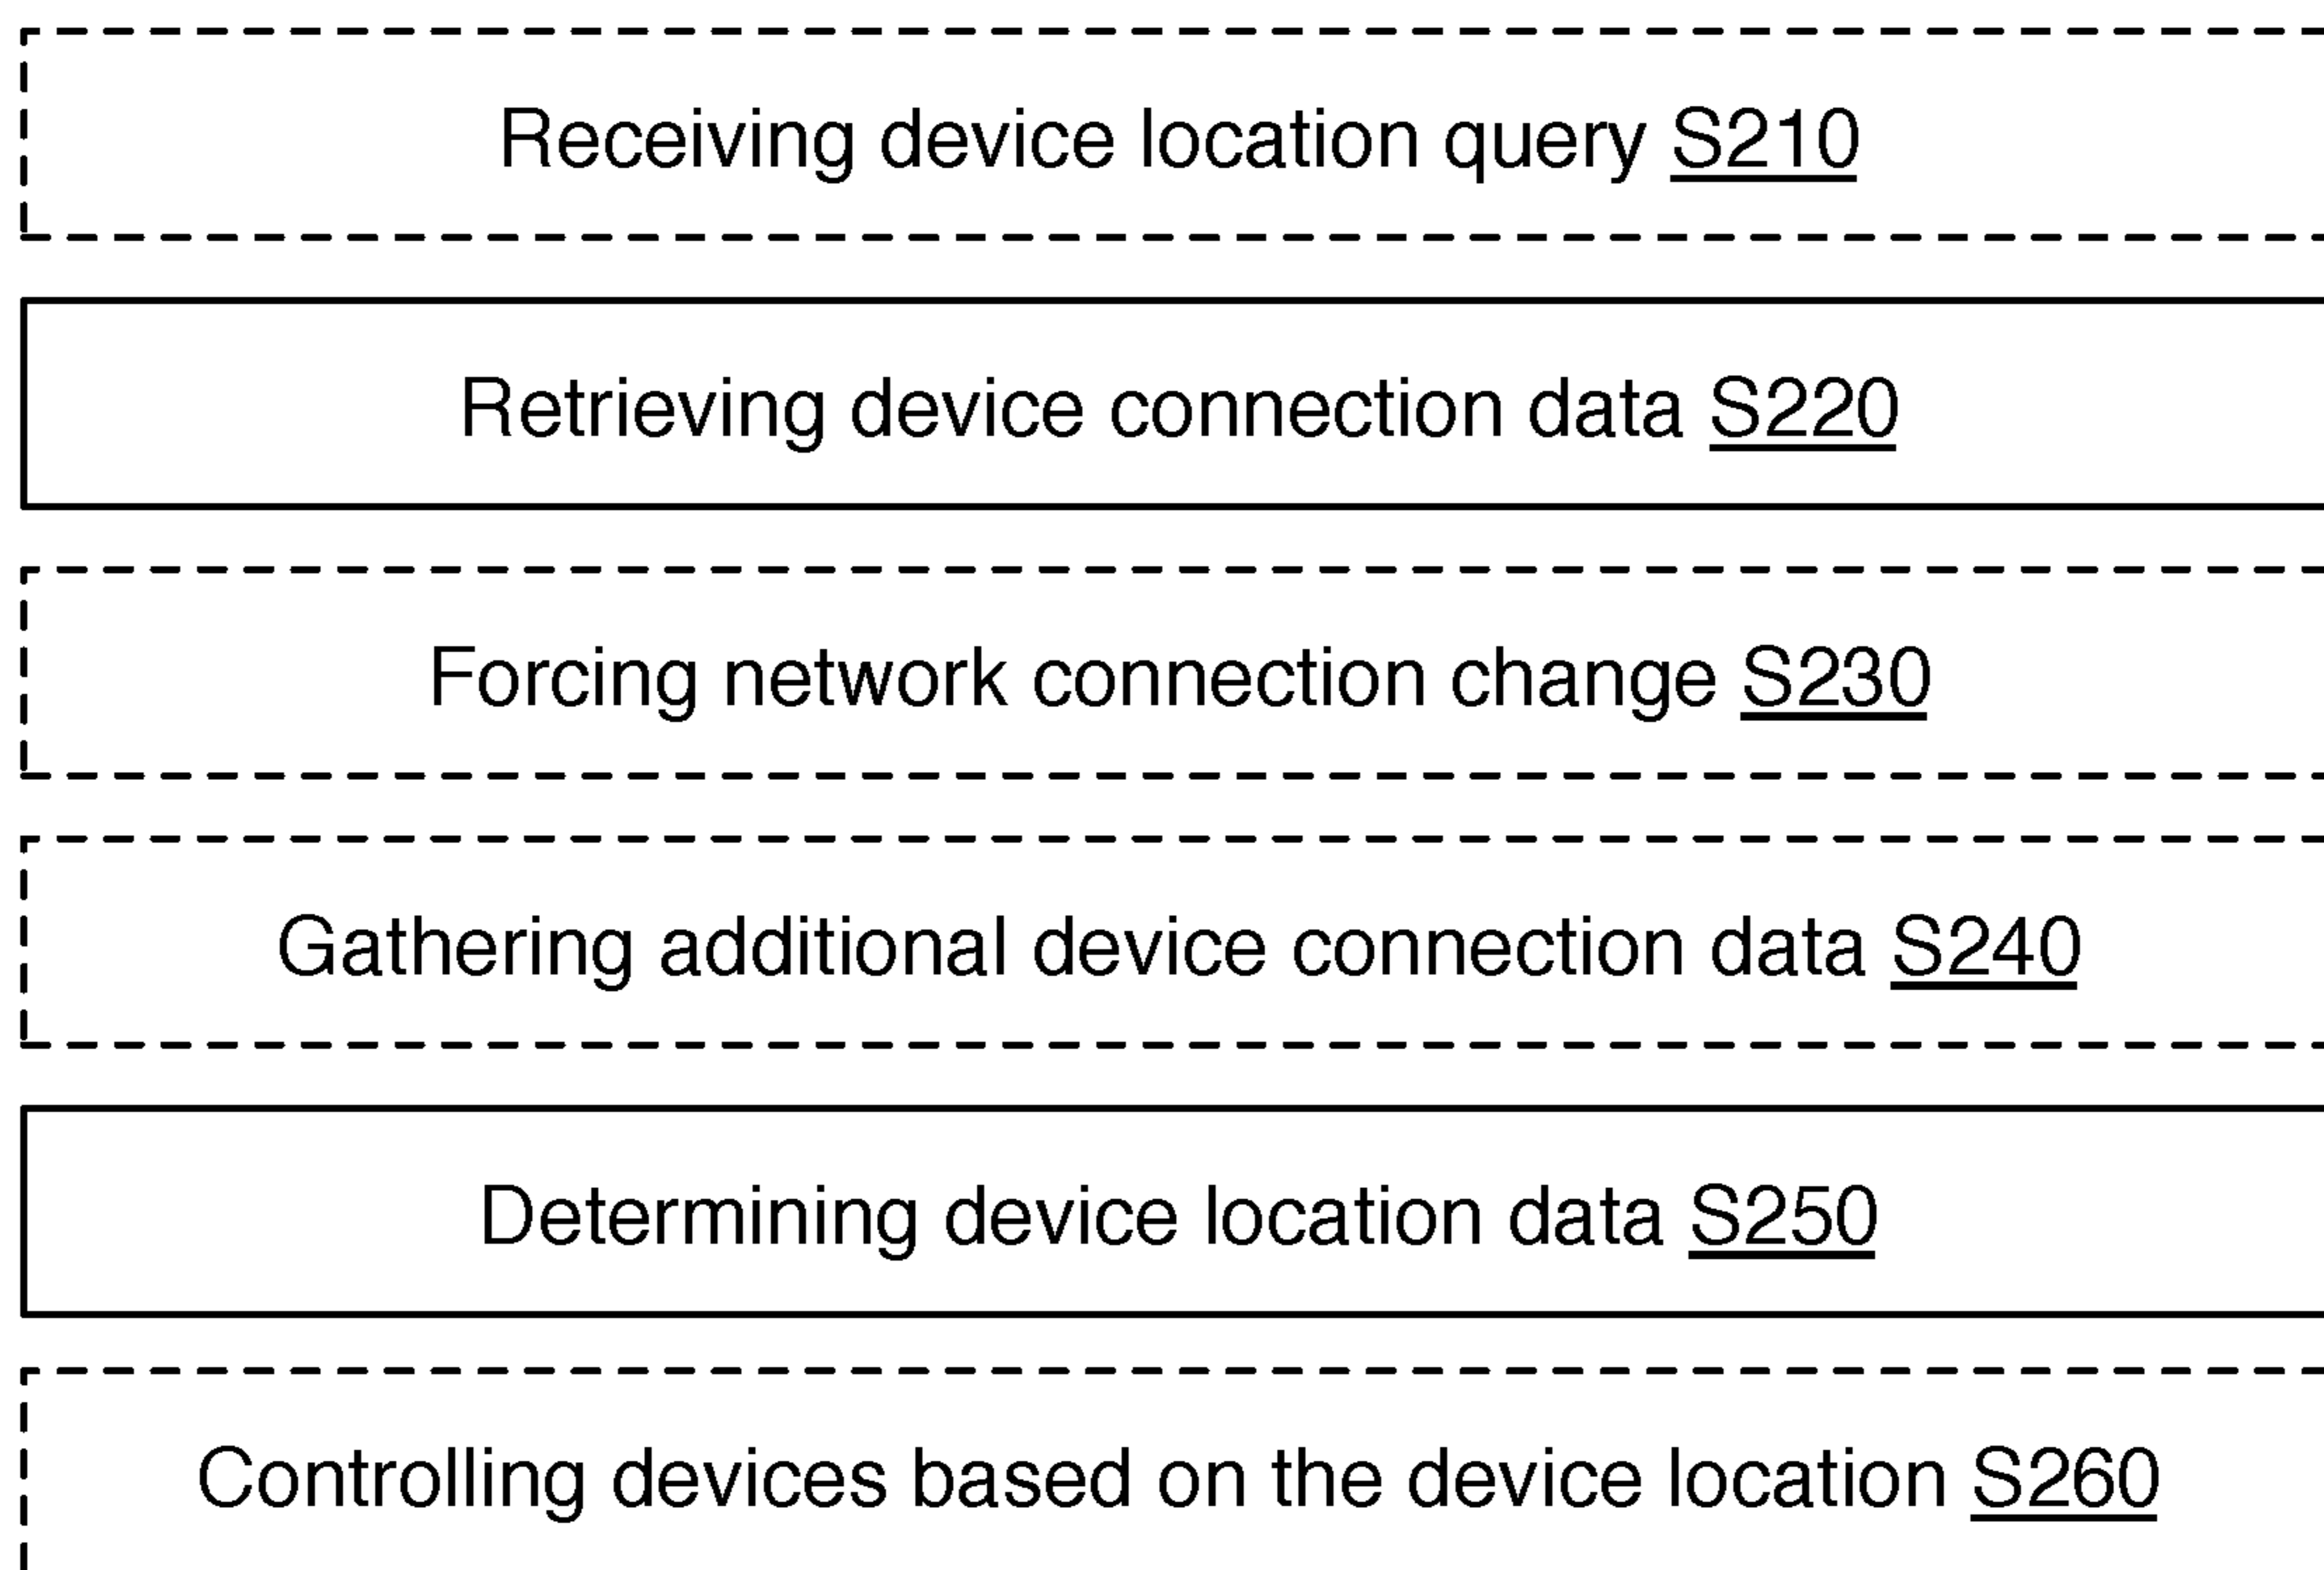 Receiving device location query S210
Retrieving device connection data S220
Forcing network connection change S230
Gathering additional device connection data S240
Determining device location data S250
Controlling devices based on the device location S260